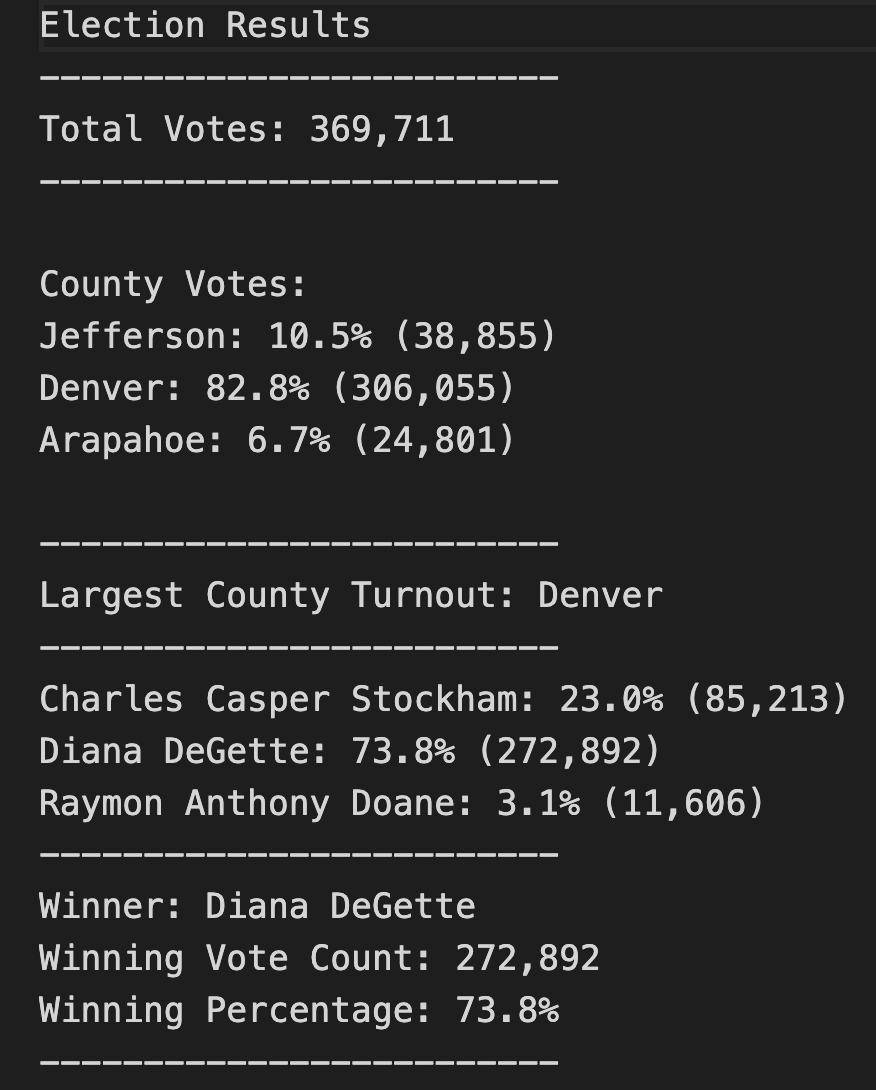 Election Results
-------------------------
Total Votes: 369,711
-------------------------
County Votes:
Jefferson: 10.5% (38,855)
Denver: 82.8% (306,055)
Arapahoe: 6.7% (24,801)
-------------------------
Largest County Turnout: Denver
-------------------------
Charles Casper Stockham: 23.0% (85,213)
Diana DeGette: 73.8% (272,892)
Raymon Anthony Doane: 3.1% (11,606)
-------------------------
Winner: Diana DeGette
Winning Vote Count: 272,892
Winning Percentage: 73.8%
-------------------------